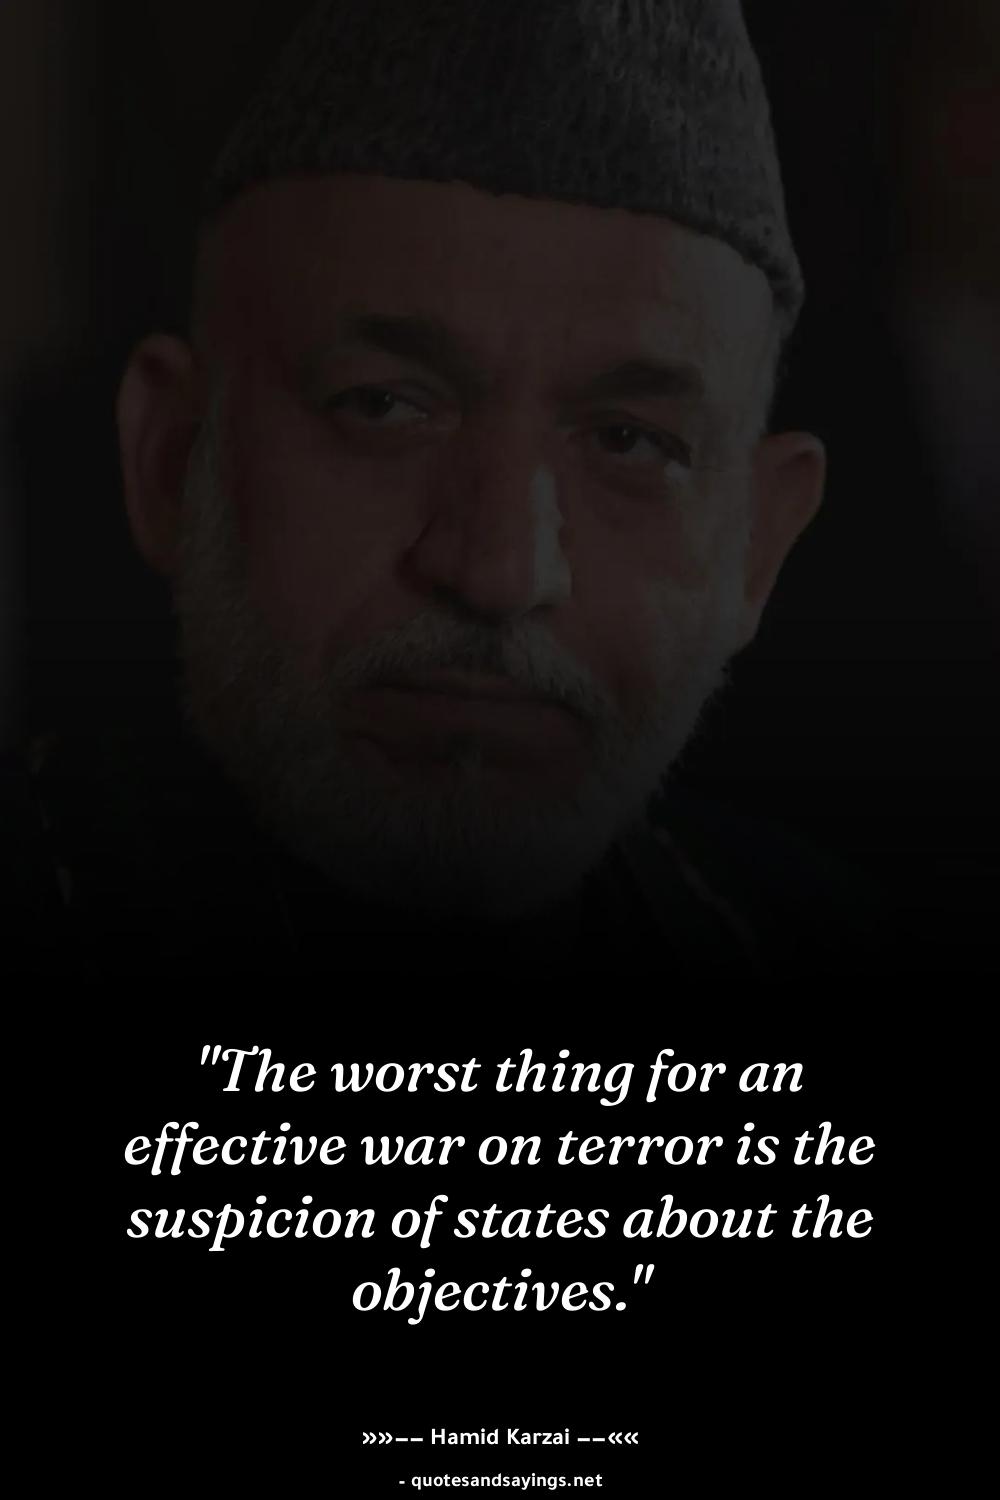 "The worst thing for an
effective war on terror is the
suspicion of states about the
objectives."
»»–– Hamid Karzai ––««
- quotesandsayings.net